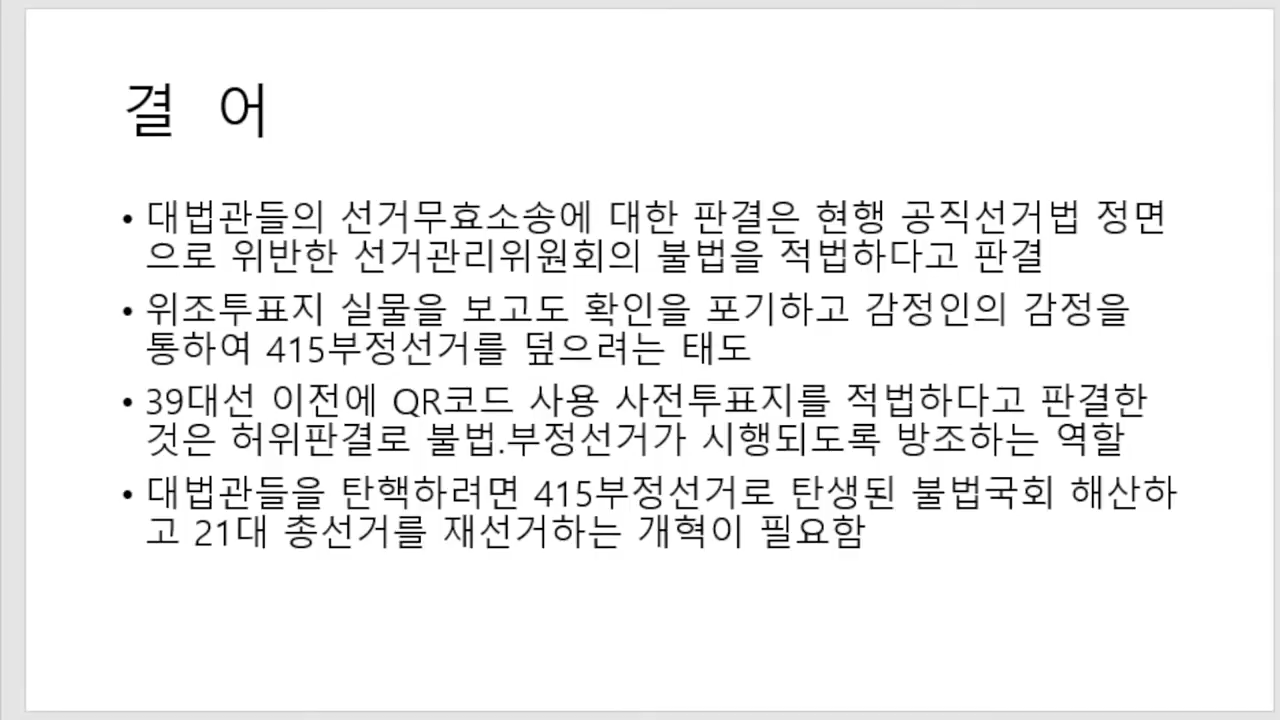 결 어
• 대법관들의 선거무효소송에 대한 판결은 현행 공직선거법 정면
으로 위반한 선거관리위원회의 불법을 적법하다고 판결
• 위조투표지 실물을 보고도 확인을 포기하고 감정인의 감정을
통하여 415부정선거를 덮으려는 태도
• 39대선 이전에 QR코드 사용 사전투표지를 적법하다고 판결한
것은 허위판결로 불법.부정선거가 시행되도록 방조하는 역할
• 대법관들을 탄핵하려면 415부정선거로 탄생된 불법국회 해산하
고 21대 총선거를 재선거하는 개혁이 필요함